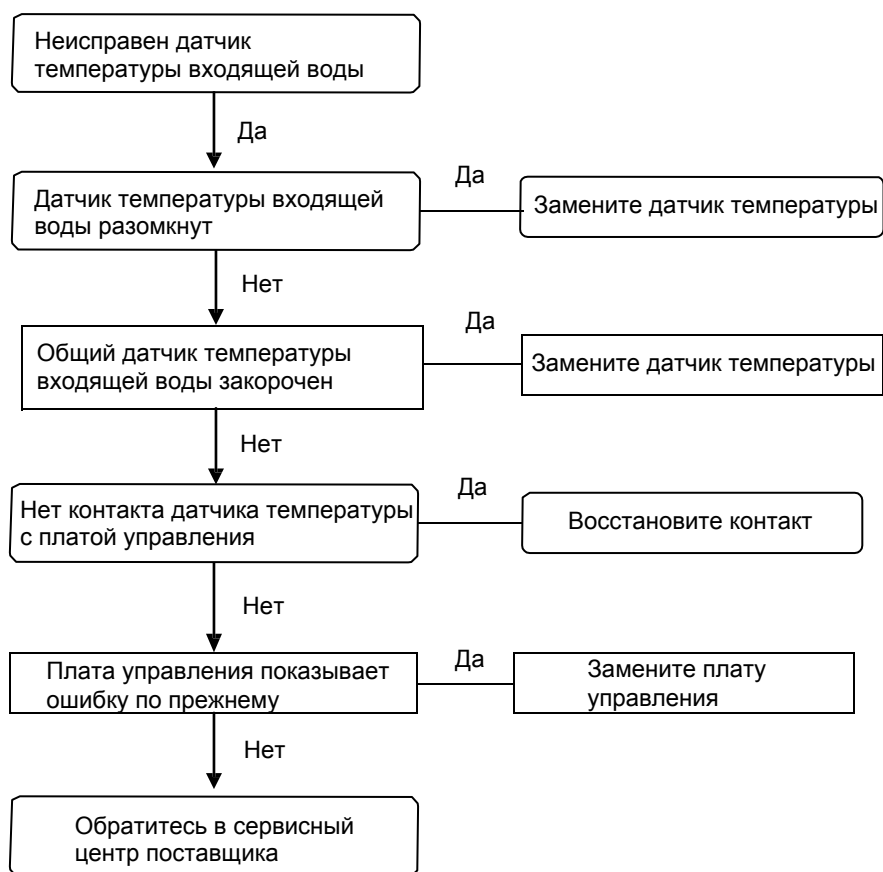 Неисправен датчик
температуры входящей воды
Да
Датчик температуры входящей
воды разомкнут
Да
Замените датчик температуры
Нет
Общий датчик температуры
входящей воды закорочен
Да
Замените датчик температуры
Нет
Нет контакта датчика температуры
с платой управления
Да
Восстановите контакт
Нет
Плата управления показывает
ошибку по прежнему
Да
Замените плату
управления
Нет
Обратитесь в сервисный
центр поставщика